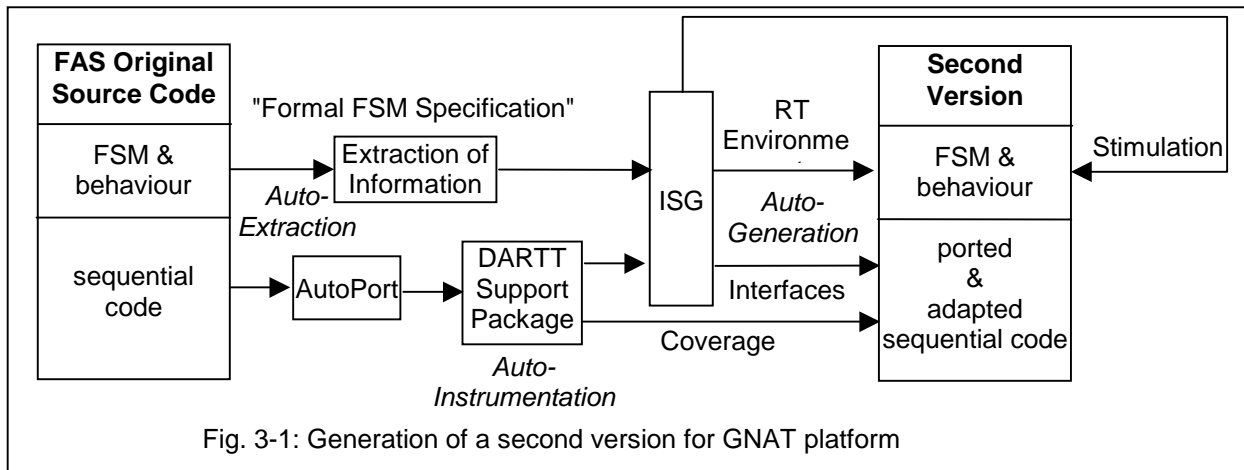 FAS Original
Source Code
FSM &
behaviour
sequential
code
"Formal FSM Specification"
Extraction of
Information
Auto-
Extraction
AutoPort
DARTT
Support
Package
Auto-
Instrumentation
ISG
RT
Environme
Auto-
Generation
Interfaces
Coverage
Second
Version
FSM &
behaviour
ported
&
adapted
sequential code
Stimulation
Fig. 3-1: Generation of a second version for GNAT platform